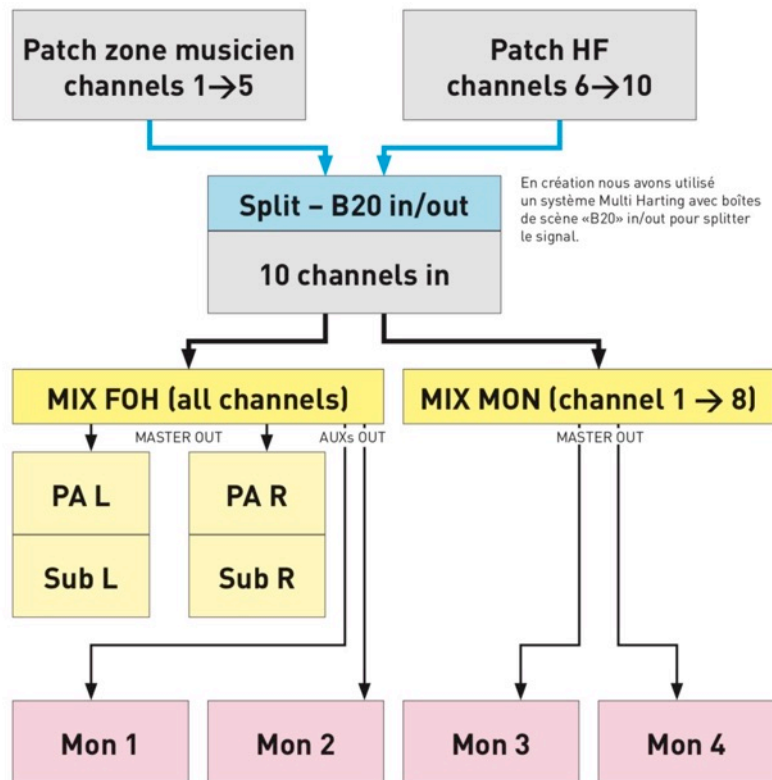 Patch zone musicien
channels 1→5
Patch HF
channels 6→10
Split – B20 in/out
10 channels in
En création nous avons utilisé
un système Multi Harting avec boîtes
de scène «B20» in/out pour splitter
le signal.
MIX FOH (all channels)
MIX MON (channel 1 → 8)
MASTER OUT
AUXs OUT
MASTER OUT
PA L
PA R
Sub L
Sub R
Mon 1
Mon 2
Mon 3
Mon 4